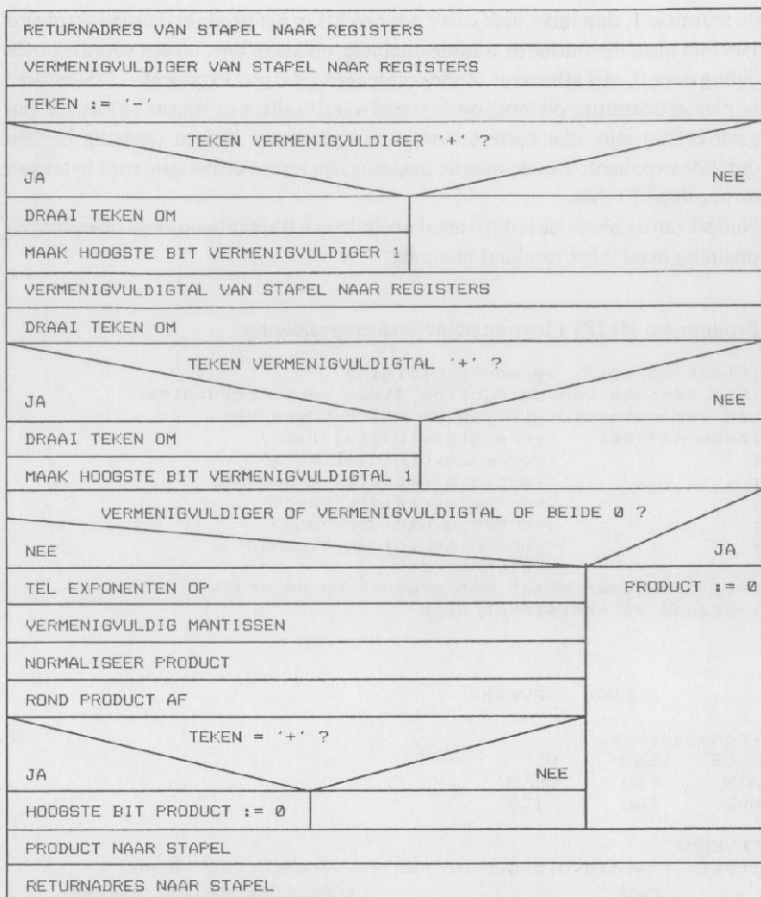 RETURNADRES VAN STAPEL NAAR REGISTERS
VERMENIGVULDIGER VAN STAPEL NAAR REGISTERS
TEKEN := '-'
TEKEN VERMENIGVULDIGER '+' ?
JA NEE
DRAAI TEKEN OM
MAAK HOOGSTE BIT VERMENIGVULDIGER 1
VERMENIGVULDIGTAL VAN STAPEL NAAR REGISTERS
DRAAI TEKEN OM
TEKEN VERMENIGVULDIGTAL '+' ?
JA NEE
DRAAI TEKEN OM
MAAK HOOGSTE BIT VERMENIGVULDIGTAL 1
VERMENIGVULDIGER OF VERMENIGVULDIGTAL OF BEIDE 0 ?
NEE JA
TEL EXPONENTEN OP PRODUCT := 0
VERMENIGVULDIG MANTISSEN
NORMALISEER PRODUCT
ROND PRODUCT AF
TEKEN = '+' ?
JA NEE
HOOGSTE BIT PRODUCT := 0
PRODUCT NAAR STAPEL
RETURNADRES NAAR STAPEL